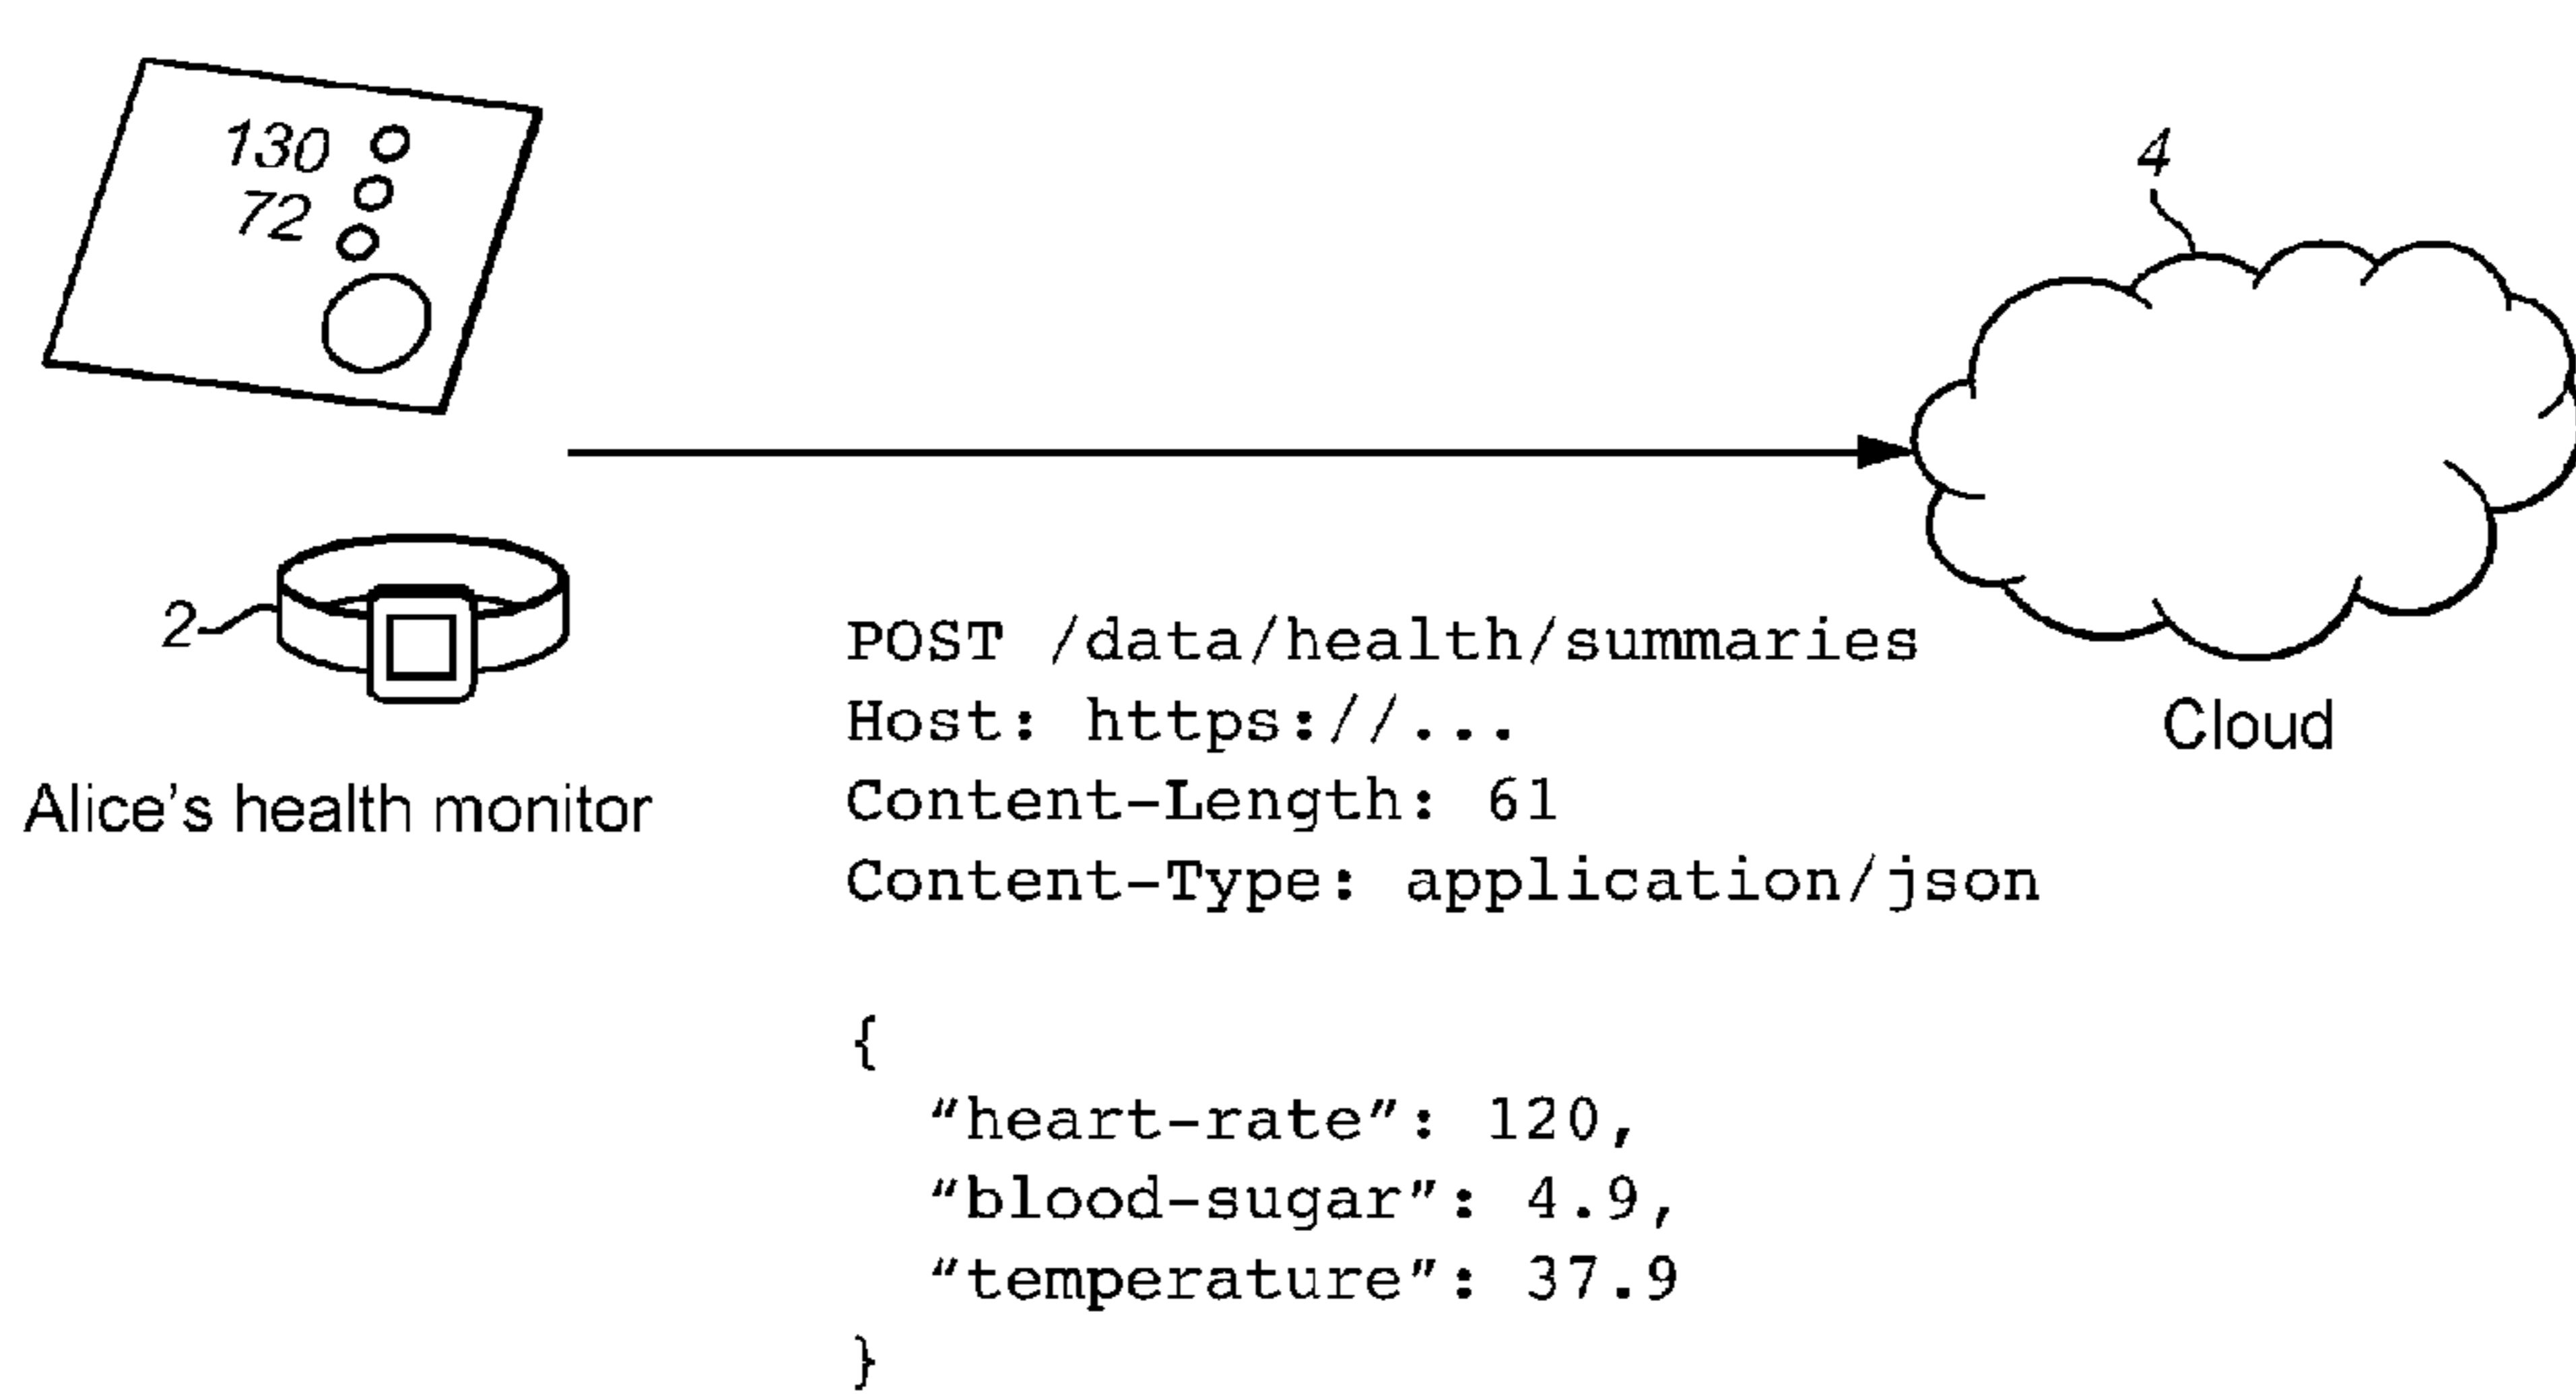 130
72
4
2
Alice's health monitor
Cloud
POST /data/health/summaries
Host: https://...
Content-Length: 61
Content-Type: application/json
{
  “heart-rate”: 120,
  “blood-sugar”: 4.9,
  “temperature”: 37.9
}